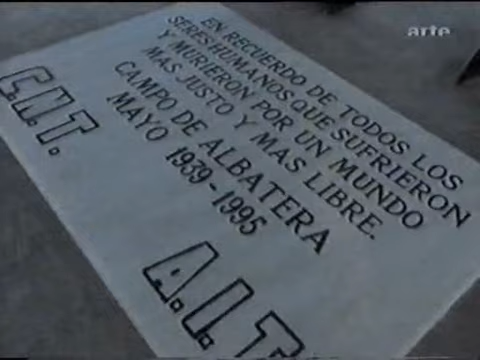 arte
EN RECUERDO DE TODOS LOS
SERES HUMANOS QUE SUFRIERON
Y MURIERON POR UN MUNDO
MAS JUSTO Y MAS LIBRE.
CAMPO DE ALBATERA
MAYO 1939-1995
C.N.T.
A.I.T